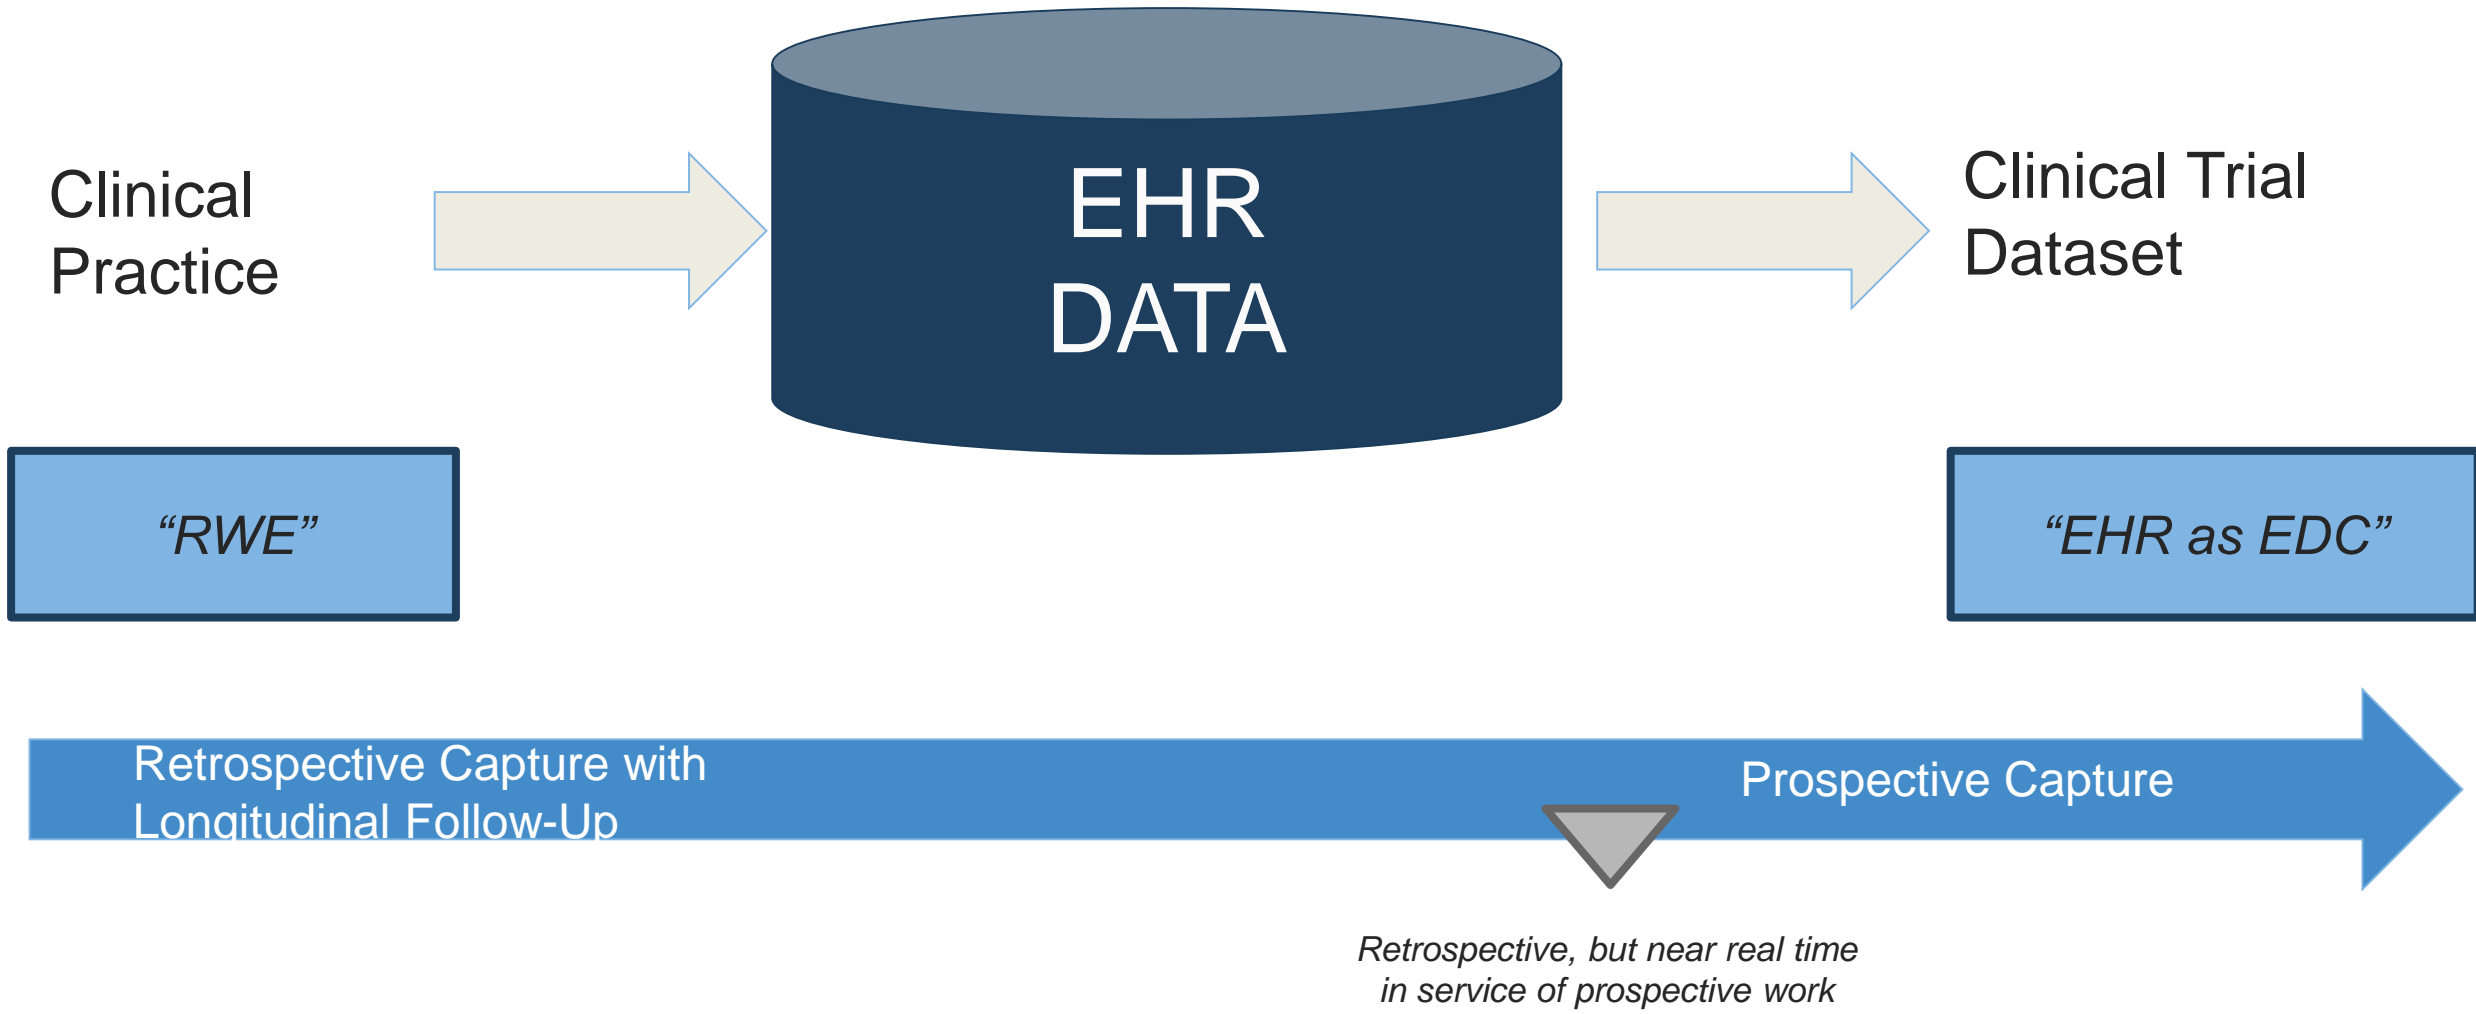 Clinical
Practice
EHR
DATA
Clinical Trial
Dataset
“RWE”
“EHR as EDC”
Retrospective Capture with
Longitudinal Follow-Up
Prospective Capture
Retrospective, but near real time
in service of prospective work